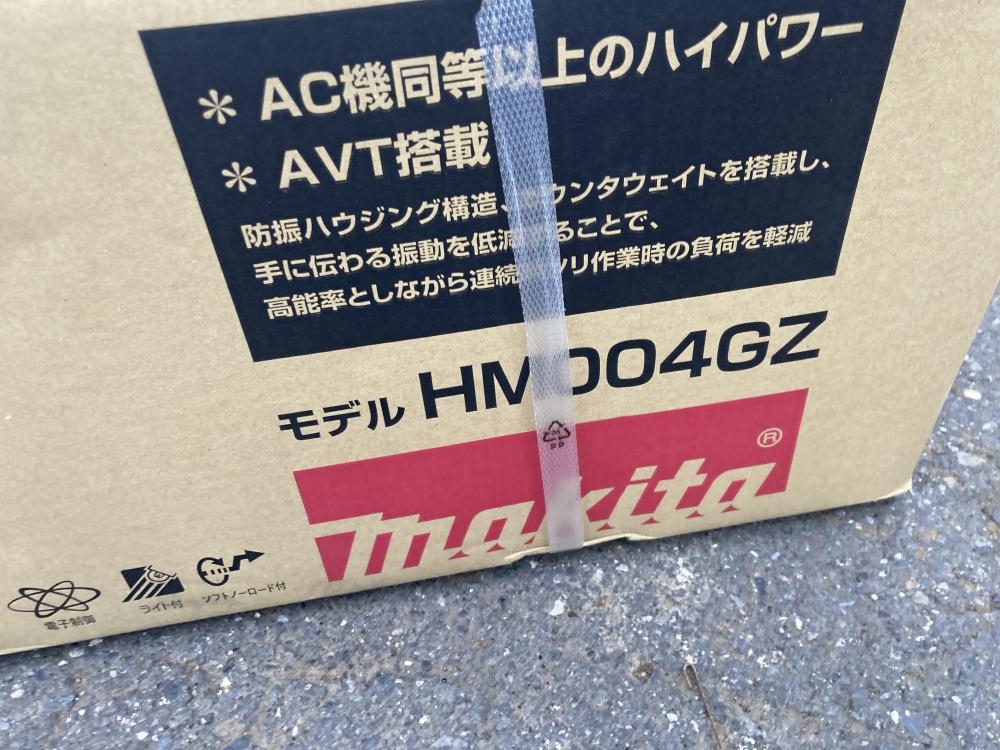 * AC機同等以上のハイパワー
* AVT搭載
防振ハウジング構造、カウンタウェイトを搭載し、
手に伝わる振動を低減することで、
高能率としながら連続ハツリ作業時の負荷を軽減
モデル HM004GZ
makita®
PP
電子制御
ライト付
ソフトノーロード付